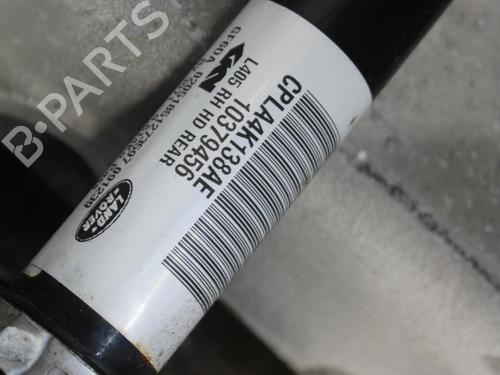 B-PARTS
CPLA4K138AE
10379456
L405 RH HD REAR
LAND
ROVER